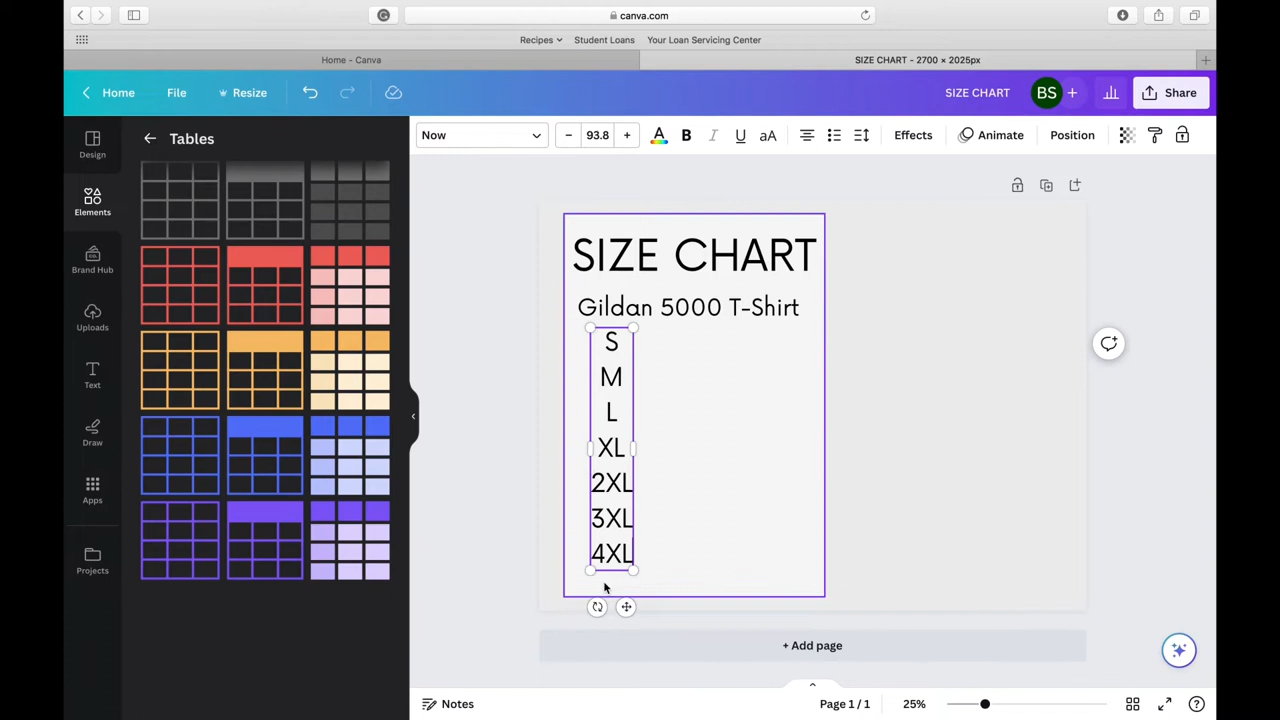 canva.com
Recipes
Student Loans
Your Loan Servicing Center
Home - Canva
SIZE CHART - 2700 × 2025px
Home
File
Resize
SIZE CHART
BS
Share
Tables
Now
93.8
A
B
I
U
aA
Effects
Animate
Position
Design
Elements
Brand Hub
Uploads
Text
Draw
Apps
Projects
SIZE CHART
Gildan 5000 T-Shirt
S
M
L
XL
2XL
3XL
4XL
+ Add page
Notes
Page 1 / 1
25%